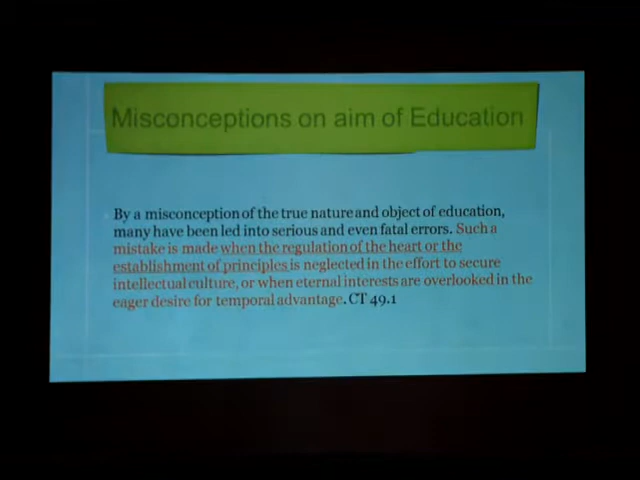 Misconceptions on aim of Education
By a misconception of the true nature and object of education,
many have been led into serious and even fatal errors. Such a
mistake is made when the regulation of the heart or the
establishment of principles is neglected in the effort to secure
intellectual culture, or when eternal interests are overlooked in the
eager desire for temporal advantage. CT 49.1